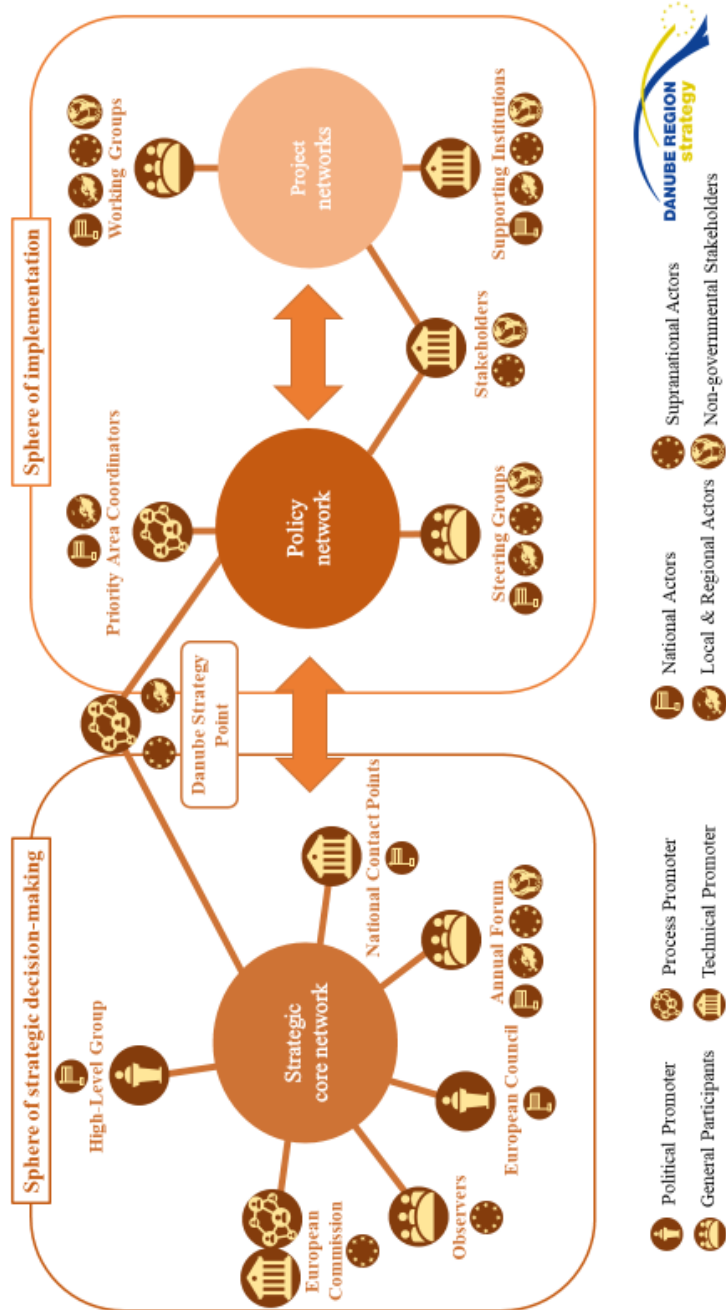 Sphere of strategic decision-making
High-Level Group
European
Commission
Observers
European Council
Annual Forum
National Contact Points
Strategic
core network
Danube Strategy
Point
Sphere of implementation
Priority Area Coordinators
Policy
network
Steering Groups
Stakeholders
Working Groups
Project
networks
Supporting Institutions
Political Promoter
Process Promoter
National Actors
Supranational Actors
General Participants
Technical Promoter
Local & Regional Actors
Non-governmental Stakeholders
DANUBE REGION
strategy